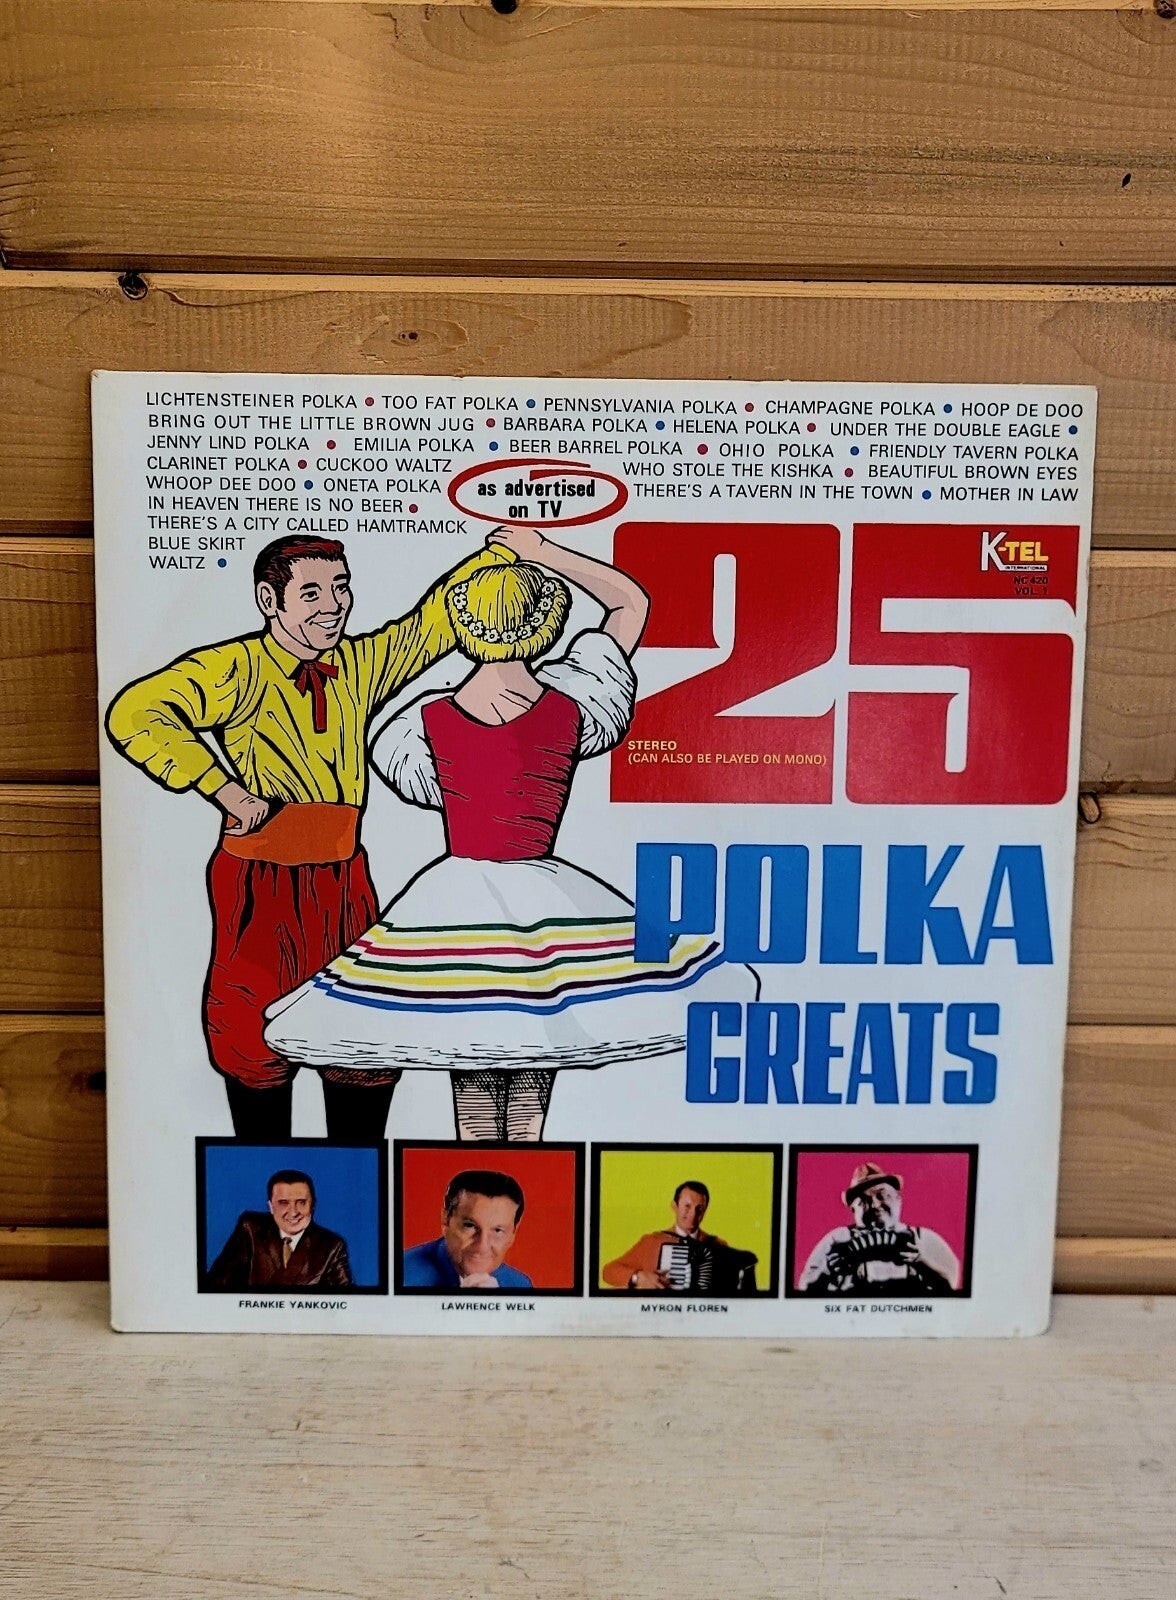 LICHTENSTEINER POLKA • TOO FAT POLKA • PENNSYLVANIA POLKA • CHAMPAGNE POLKA • HOOP DE DOO
BRING OUT THE LITTLE BROWN JUG • BARBARA POLKA • HELENA POLKA • UNDER THE DOUBLE EAGLE •
JENNY LIND POLKA • EMILIA POLKA • BEER BARREL POLKA • OHIO POLKA • FRIENDLY TAVERN POLKA
CLARINET POLKA • CUCKOO WALTZ WHO STOLE THE KISHKA • BEAUTIFUL BROWN EYES
WHOOP DEE DOO • ONETA POLKA THERE'S A TAVERN IN THE TOWN • MOTHER IN LAW
IN HEAVEN THERE IS NO BEER •
THERE'S A CITY CALLED HAMTRAMCK
BLUE SKIRT
WALTZ •
as advertised
on TV
K-TEL
INTERNATIONAL
NC 420
VOL. 1
25
STEREO
(CAN ALSO BE PLAYED ON MONO)
POLKA
GREATS
FRANKIE YANKOVIC
LAWRENCE WELK
MYRON FLOREN
SIX FAT DUTCHMEN